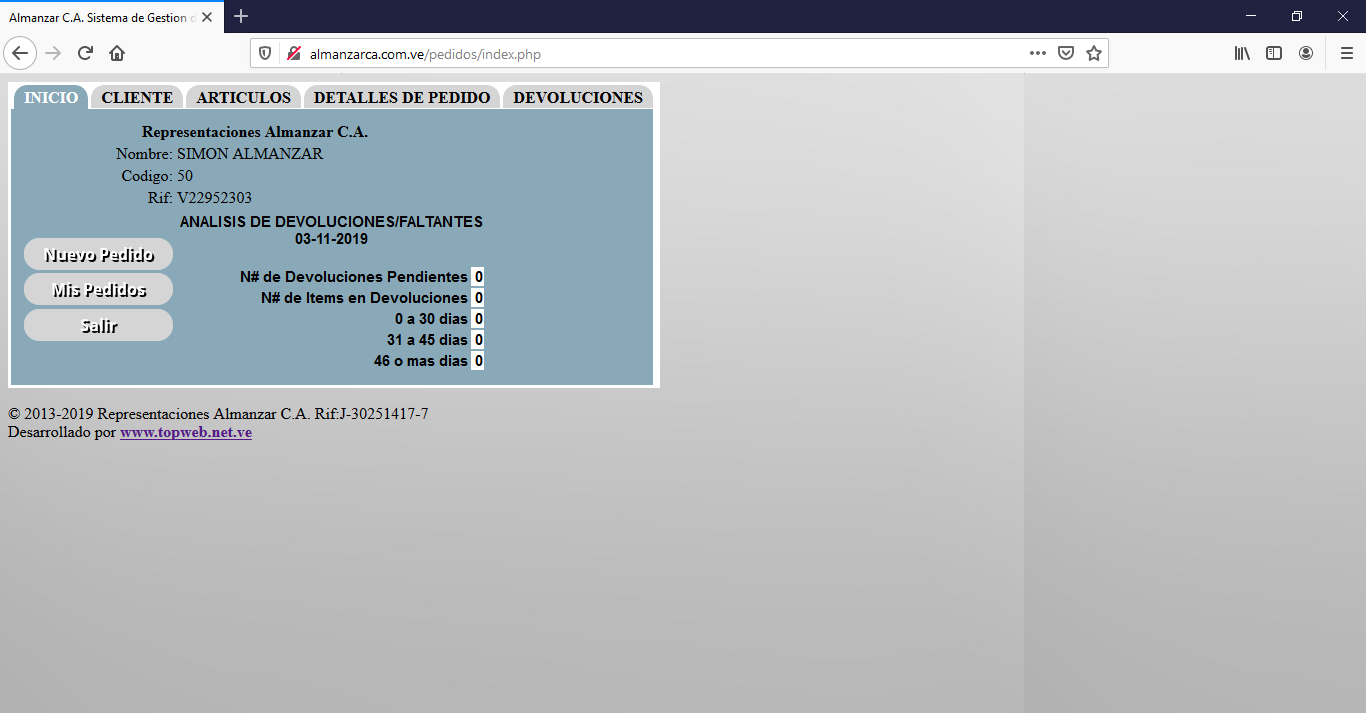 Almanzar C.A. Sistema de Gestion d
almanzarca.com.ve/pedidos/index.php
INICIO CLIENTE ARTICULOS DETALLES DE PEDIDO DEVOLUCIONES
Representaciones Almanzar C.A.
Nombre: SIMON ALMANZAR
Codigo: 50
Rif: V22952303
ANALISIS DE DEVOLUCIONES/FALTANTES
03-11-2019
Nuevo Pedido
Mis Pedidos
Salir
N# de Devoluciones Pendientes 0
N# de Items en Devoluciones 0
0 a 30 dias 0
31 a 45 dias 0
46 o mas dias 0
© 2013-2019 Representaciones Almanzar C.A. Rif:J-30251417-7
Desarrollado por www.topweb.net.ve